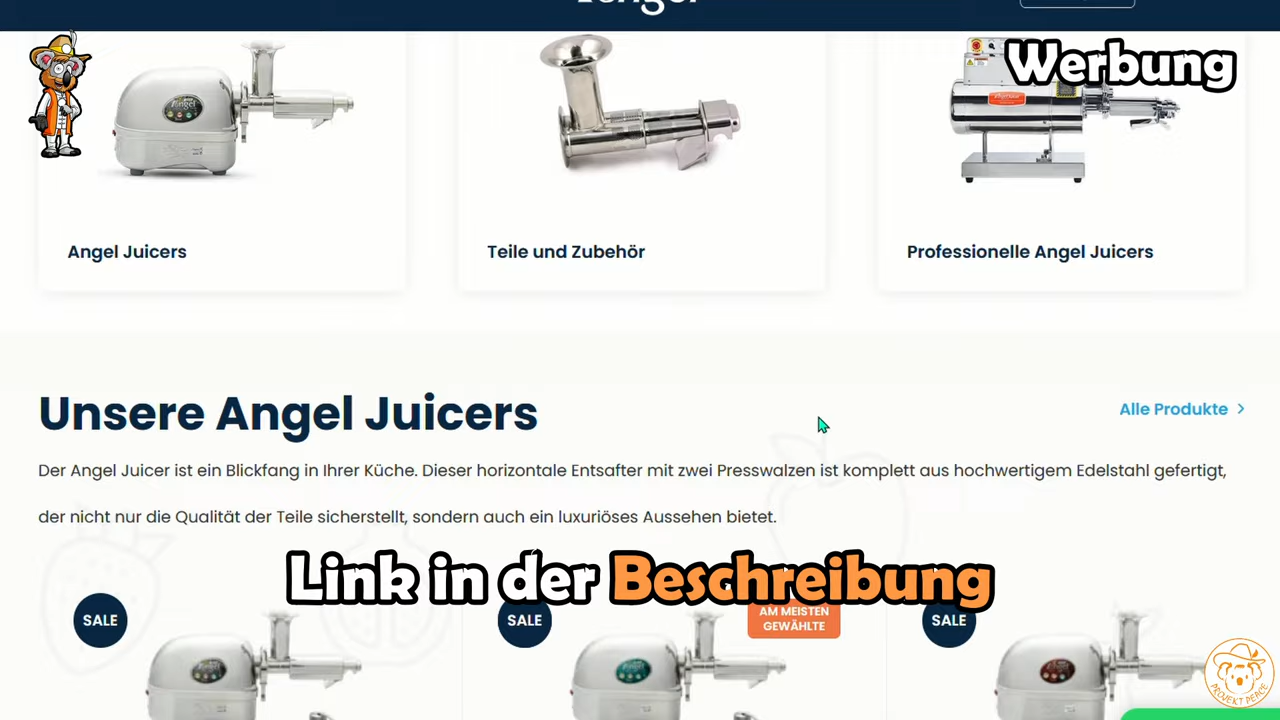 Werbung
Angel Juicers
Teile und Zubehör
Professionelle Angel Juicers
Unsere Angel Juicers
Alle Produkte
Der Angel Juicer ist ein Blickfang in Ihrer Küche. Dieser horizontale Entsafter mit zwei Presswalzen ist komplett aus hochwertigem Edelstahl gefertigt,
der nicht nur die Qualität der Teile sicherstellt, sondern auch ein luxuriöses Aussehen bietet.
Link in der Beschreibung
SALE
SALE
AM MEISTEN
GEWÄHLTE
SALE
PROJEKT PEACE